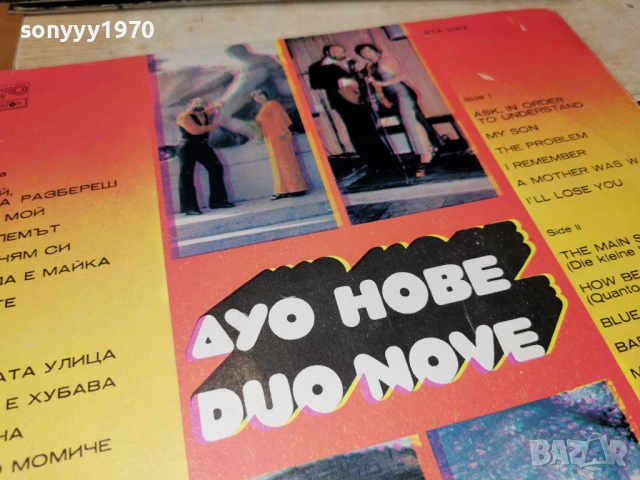 sonyyy1970
Й,
А РАЗБЕРЕШ
МОЙ
ЛЕМЪТ
НЯМ СИ
ЛА Е МАЙКА
ТЕ
АТА УЛИЦА
Е ХУБАВА
НА
О МОМИЧЕ
Side I
ASK, IN ORDER
TO UNDERSTAND
MY SON
THE PROBLEM
I REMEMBER
A MOTHER WAS W
I'LL LOSE YOU
Side II
THE MAIN S
(Die kleine
HOW BE
(Quanto
BLUE
BA
M
ДУО НОВЕ
DUO NOVE
BAZAR